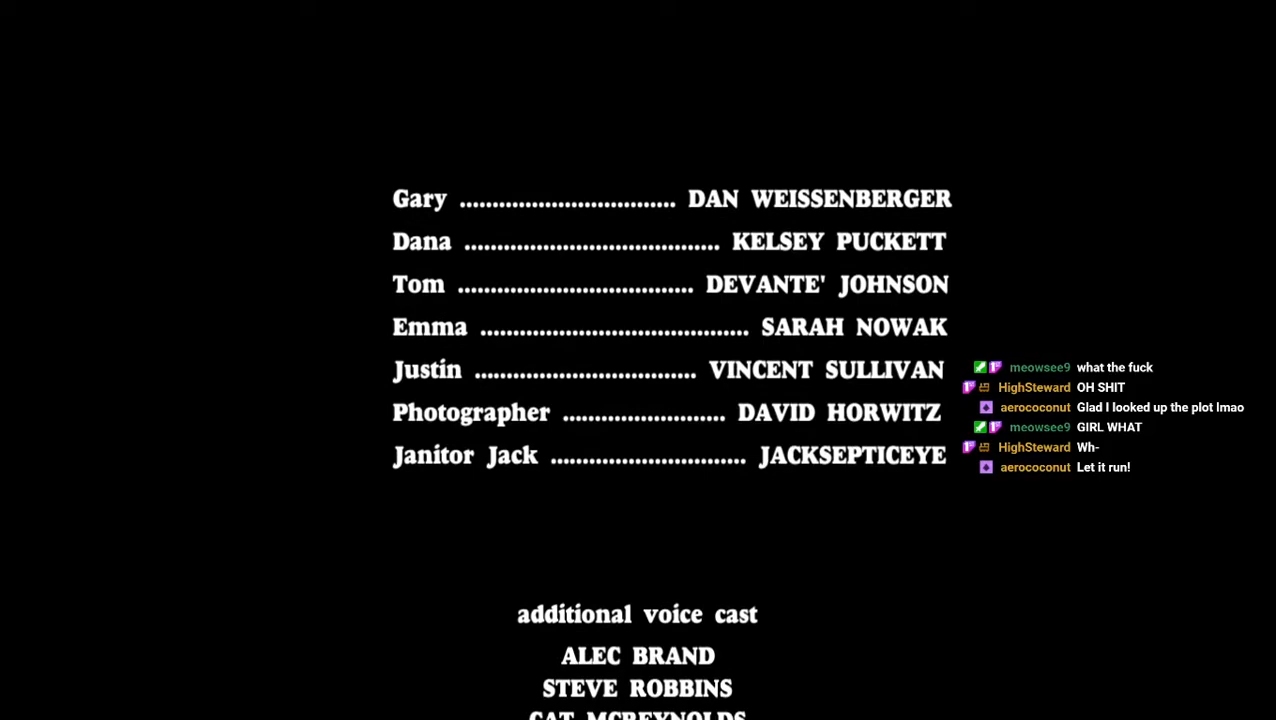 Gary ................................. DAN WEISSENBERGER
Dana ....................................... KELSEY PUCKETT
Tom .................................... DEVANTE' JOHNSON
Emma ......................................... SARAH NOWAK
Justin .................................. VINCENT SULLIVAN
Photographer ......................... DAVID HORWITZ
Janitor Jack .............................. JACKSEPTICEYE
meowsee9 what the fuck
HighSteward OH SHIT
aerococonut Glad I looked up the plot lmao
meowsee9 GIRL WHAT
HighSteward Wh-
aerococonut Let it run!
additional voice cast
ALEC BRAND
STEVE ROBBINS
CAT MCREYNOLDS